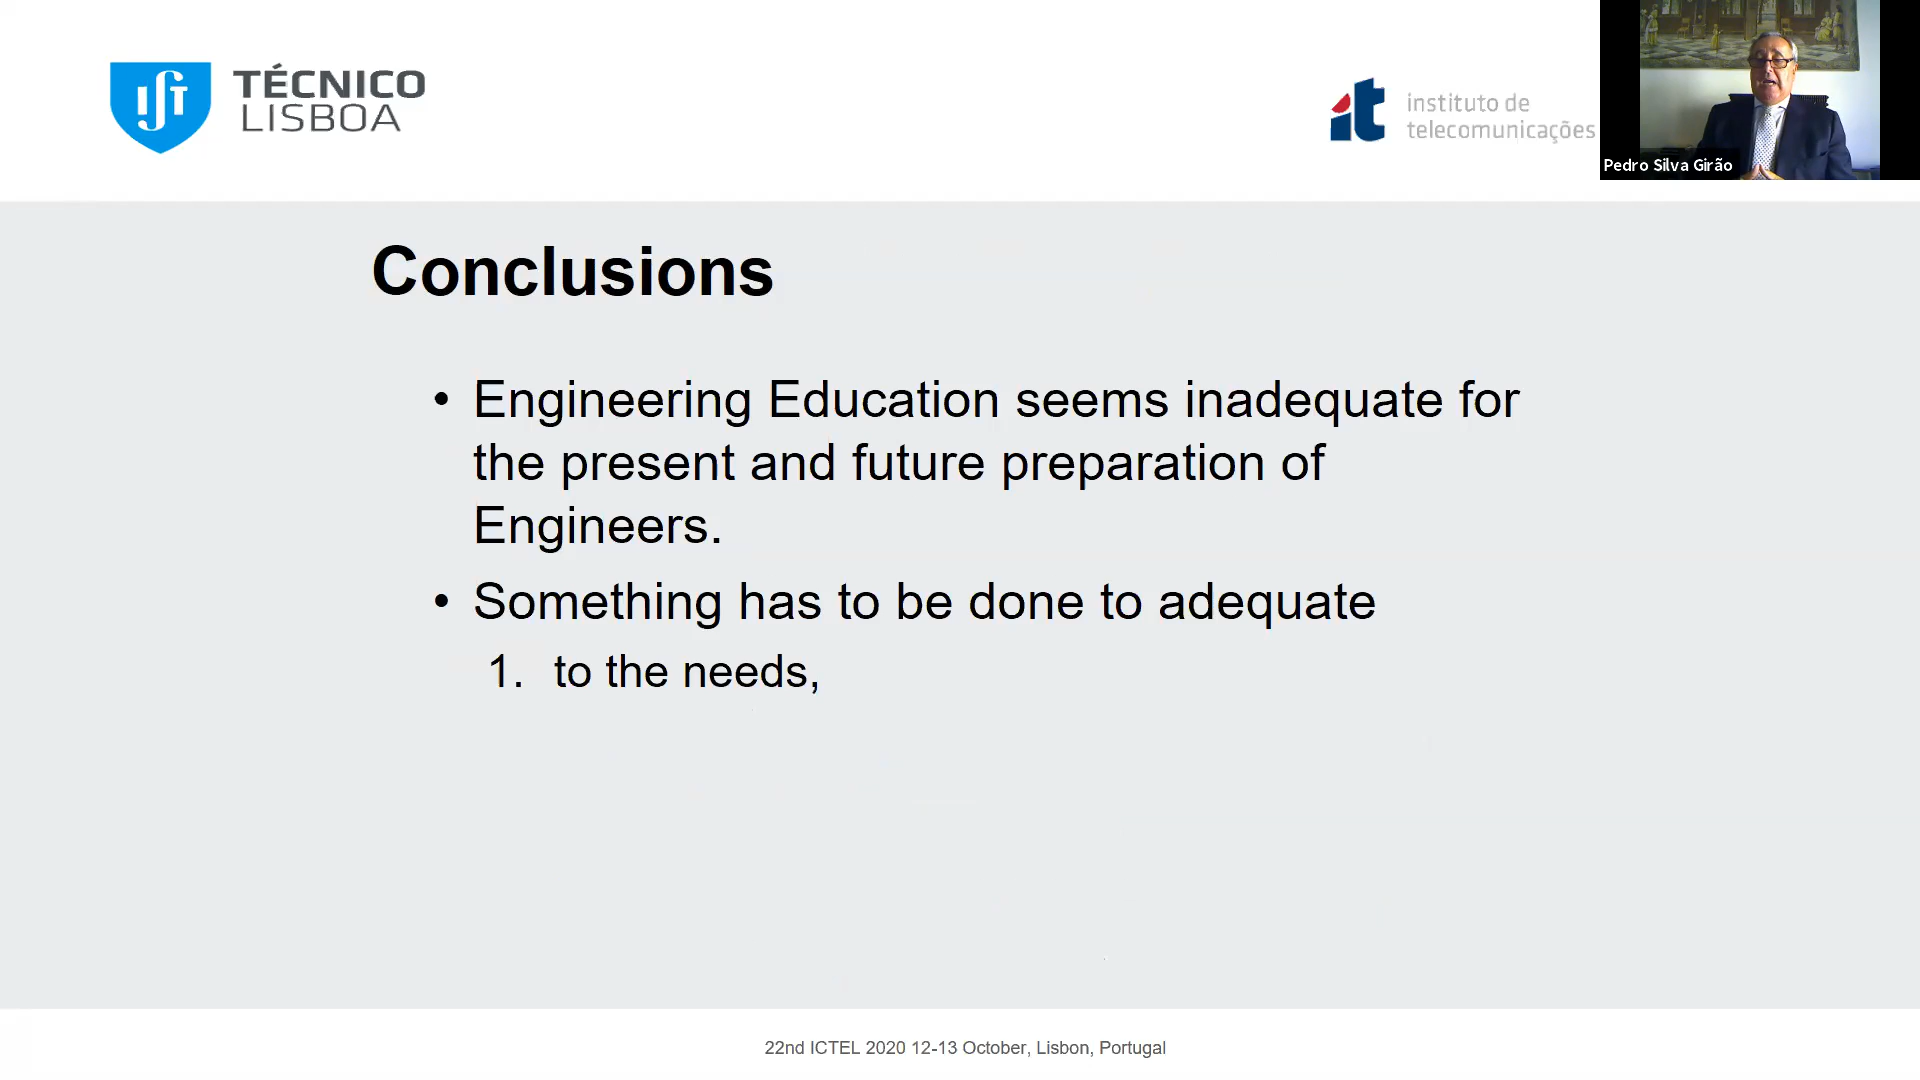 TÉCNICO
LISBOA
instituto de
telecomunicações
Pedro Silva Girão
Conclusions
• Engineering Education seems inadequate for
the present and future preparation of
Engineers.
• Something has to be done to adequate
1. to the needs,
22nd ICTEL 2020 12-13 October, Lisbon, Portugal